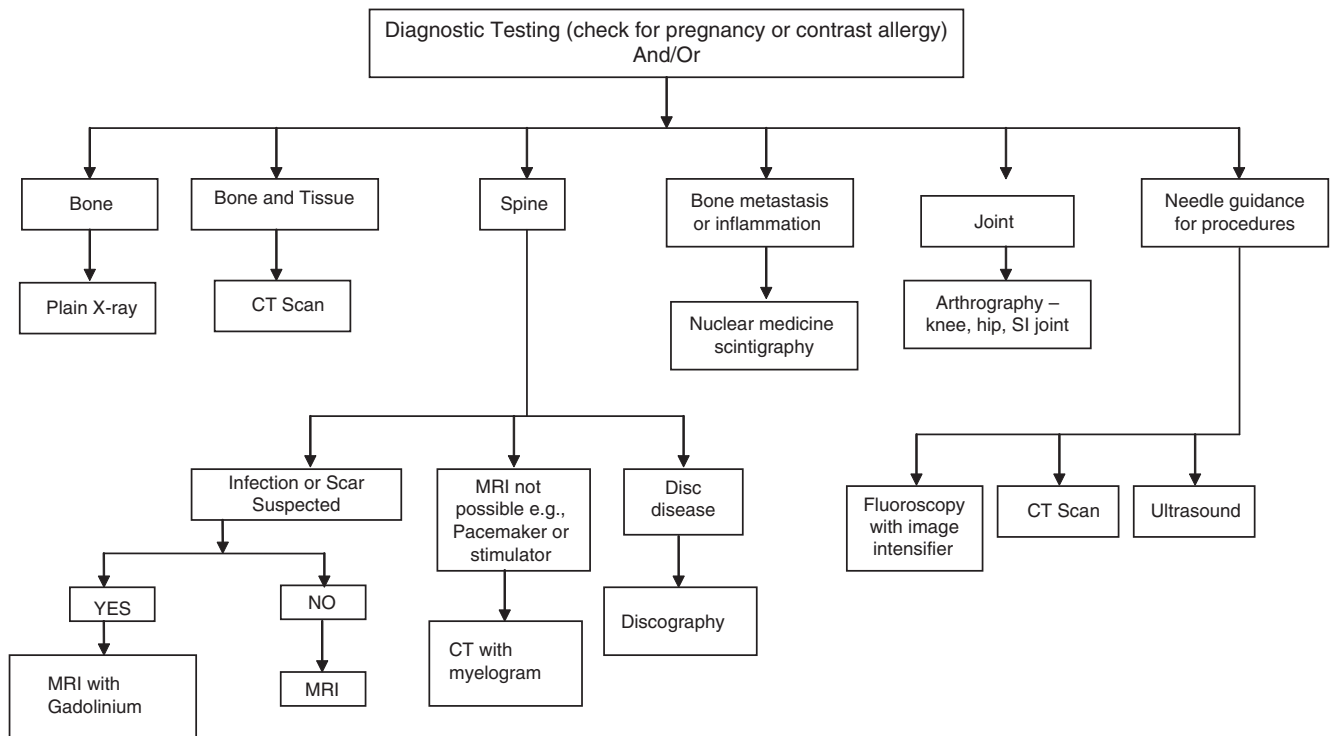 Diagnostic Testing (check for pregnancy or contrast allergy)
And/Or
Bone
Bone and Tissue
Spine
Bone metastasis
or inflammation
Joint
Needle guidance
for procedures
Plain X-ray
CT Scan
Nuclear medicine
scintigraphy
Arthrography –
knee, hip, SI joint
Infection or Scar
Suspected
MRI not
possible e.g.,
Pacemaker or
stimulator
Disc
disease
Fluoroscopy
with image
intensifier
CT Scan
Ultrasound
YES
NO
CT with
myelogram
Discography
MRI with
Gadolinium
MRI